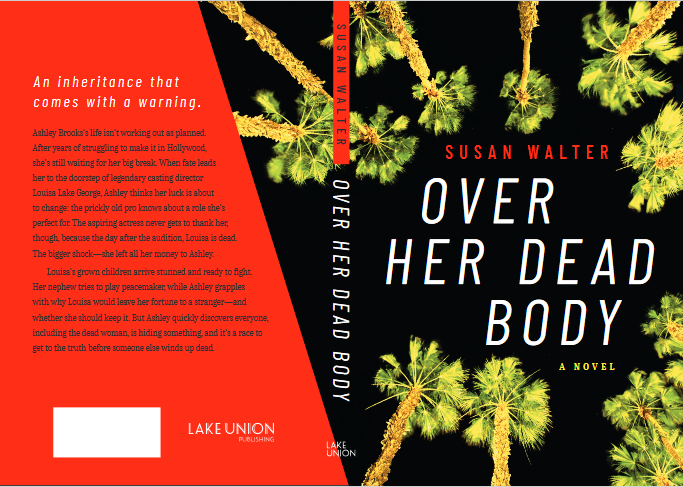 An inheritance that
comes with a warning.
Ashley Brooks's life isn't working out as planned.
After years of struggling to make it in Hollywood,
she's still waiting for her big break. When fate leads
her to the doorstep of legendary casting director
Louisa Lake George, Ashley thinks her luck is about
to change: the prickly old pro knows about a role she's
perfect for. The aspiring actress never gets to thank her,
though, because the day after the audition, Louisa is dead.
The bigger shock—she left all her money to Ashley.
Louisa's grown children arrive stunned and ready to fight.
Her nephew tries to play peacemaker, while Ashley grapples
with why Louisa would leave her fortune to a stranger—and
whether she should keep it. But Ashley quickly discovers everyone,
including the dead woman, is hiding something, and it's a race to
get to the truth before someone else winds up dead.
LAKE UNION
PUBLISHING
SUSAN WALTER
OVER HER DEAD BODY
LAKE
UNION
SUSAN WALTER
OVER
HER DEAD
BODY
A NOVEL